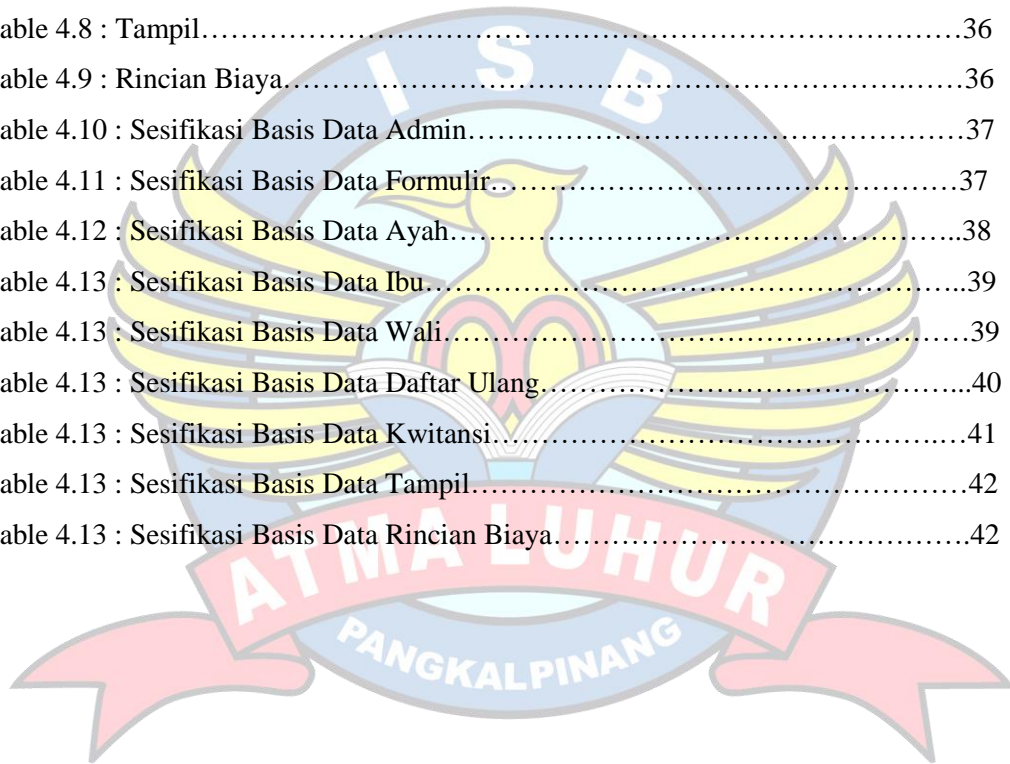 able 4.8 : Tampil……………………………………………………………………36
able 4.9 : Rincian Biaya……………………………………………………….……36
able 4.10 : Sesifikasi Basis Data Admin……………………………………………37
able 4.11 : Sesifikasi Basis Data Formulir…………………………………………37
able 4.12 : Sesifikasi Basis Data Ayah……………………………………………..38
able 4.13 : Sesifikasi Basis Data Ibu………………………………………………..39
able 4.13 : Sesifikasi Basis Data Wali………………………………………………39
able 4.13 : Sesifikasi Basis Data Daftar Ulang……………………………………...40
able 4.13 : Sesifikasi Basis Data Kwitansi……………………………………….…41
able 4.13 : Sesifikasi Basis Data Tampil……………………………………………42
able 4.13 : Sesifikasi Basis Data Rincian Biaya…………………………………….42
I S B
ATMA LUHUR
PANGKALPINANG